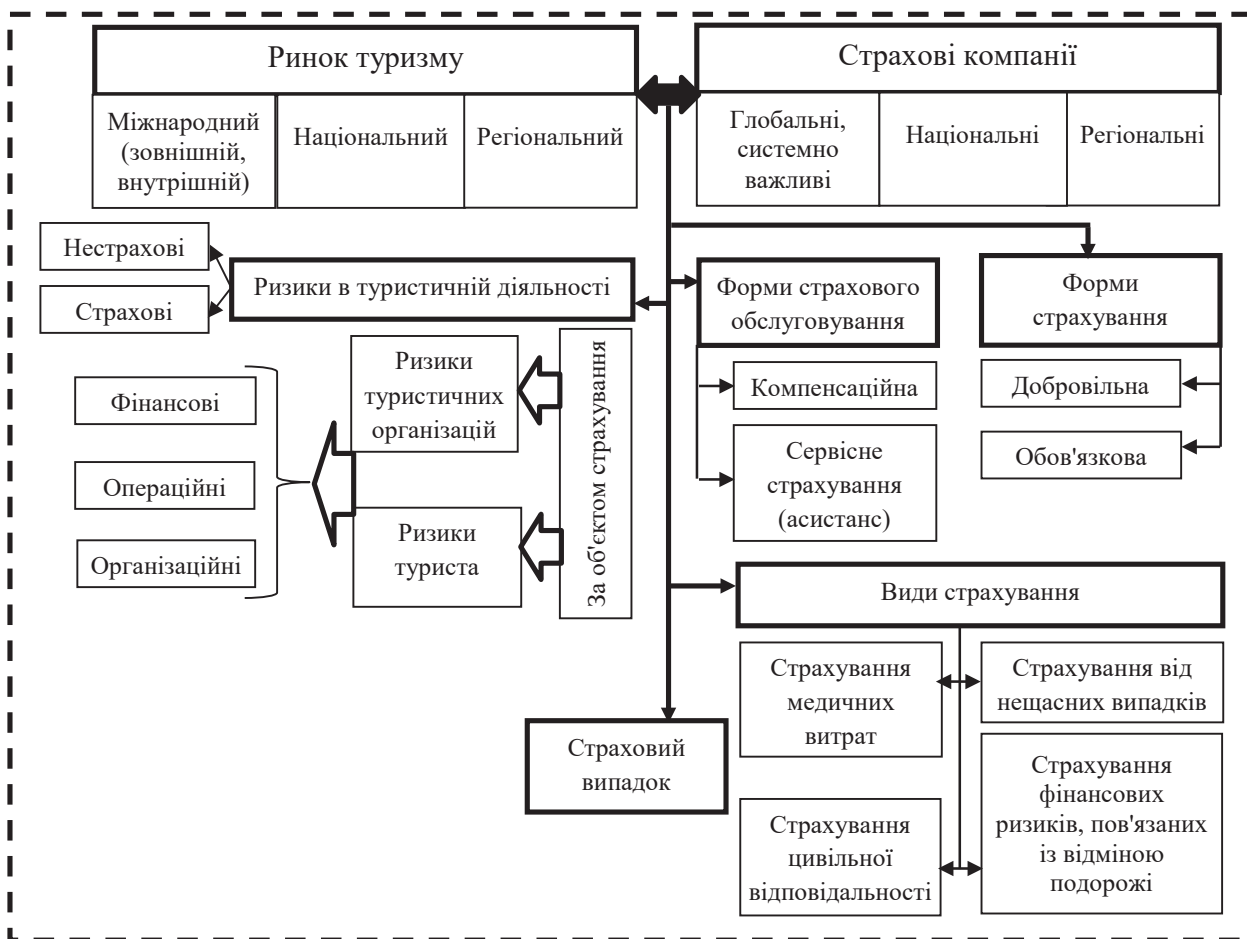 Ринок туризму
Страхові компанії
Міжнародний
(зовнішній,
внутрішній)
Національний
Регіональний
Глобальні,
системно
важливі
Національні
Регіональні
Нестрахові
Страхові
Ризики в туристичній діяльності
Форми страхового
обслуговування
Форми
страхування
Компенсаційна
Сервісне
страхування
(асистанс)
Добровільна
Обов'язкова
За об'єктом страхування
Ризики
туристичних
організацій
Ризики
туриста
Фінансові
Операційні
Організаційні
Види страхування
Страхування
медичних
витрат
Страхування від
нещасних випадків
Страховий
випадок
Страхування
цивільної
відповідальності
Страхування
фінансових
ризиків, пов'язаних
із відміною
подорожі